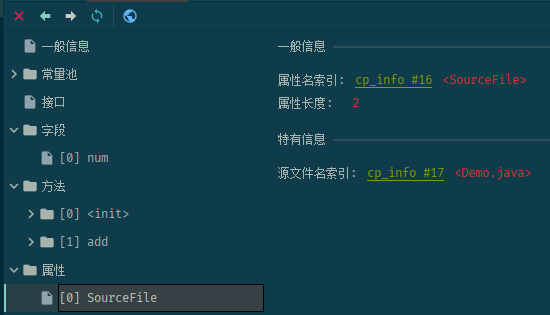 一般信息
常量池
接口
字段
[0] num
方法
[0] <init>
[1] add
属性
[0] SourceFile
一般信息
属性名索引: cp_info #16 <SourceFile>
属性长度: 2
特有信息
源文件名索引: cp_info #17 <Demo.java>